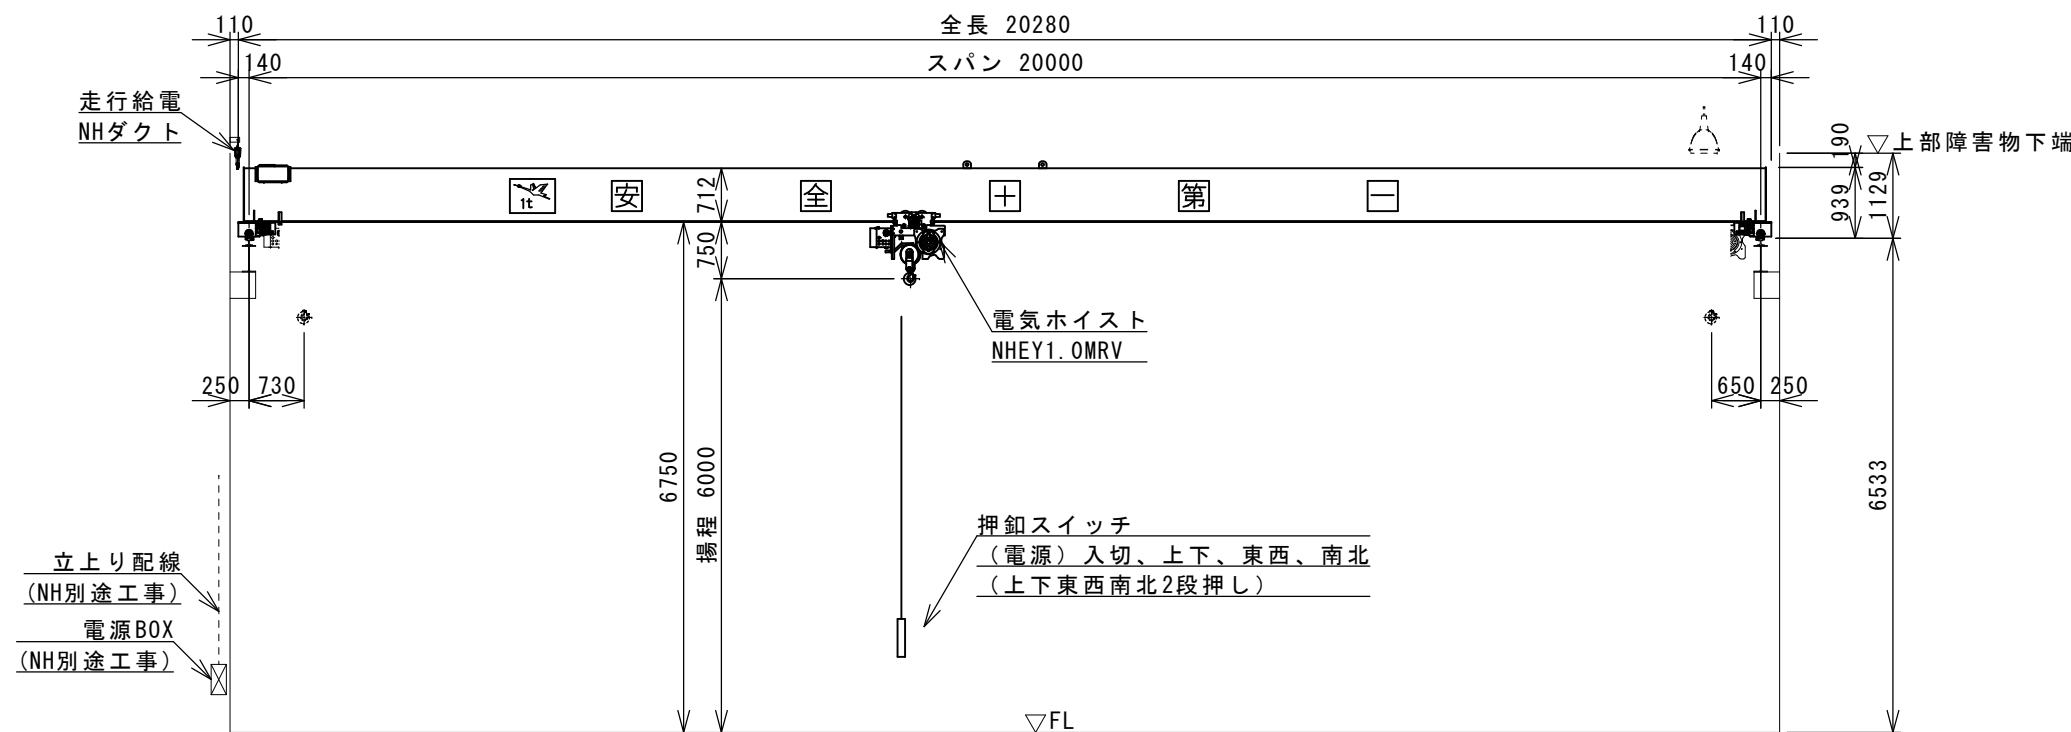 110
全長 20280
110
140
スパン 20000
140
走行給電
NHダクト
190
上部障害物下端
712
939
1129
1t
安
全
十
第
一
750
電気ホイスト
NHEY1.0MRV
250
730
650
250
6750
揚程 6000
6533
押釦スイッチ
(電源)入切、上下、東西、南北
(上下東西南北2段押し)
立上り配線
(NH別途工事)
電源BOX
(NH別途工事)
FL